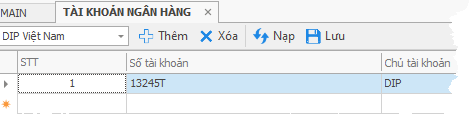 MAIN TÀI KHOẢN NGÂN HÀNG ×
DIP Việt Nam Thêm Xóa Nạp Lưu
STT Số tài khoản Chủ tài khoản
1 13245T DIP